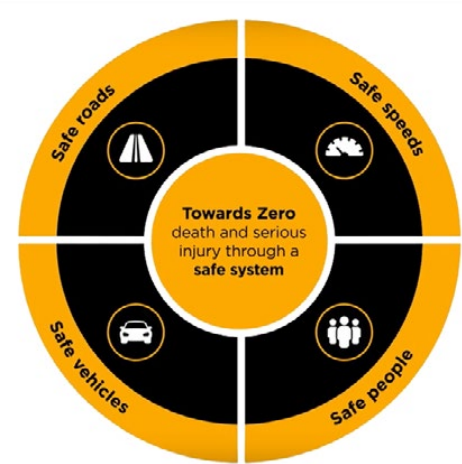 Safe roads
Safe speeds
Towards Zero
death and serious
injury through a
safe system
Safe vehicles
Safe people